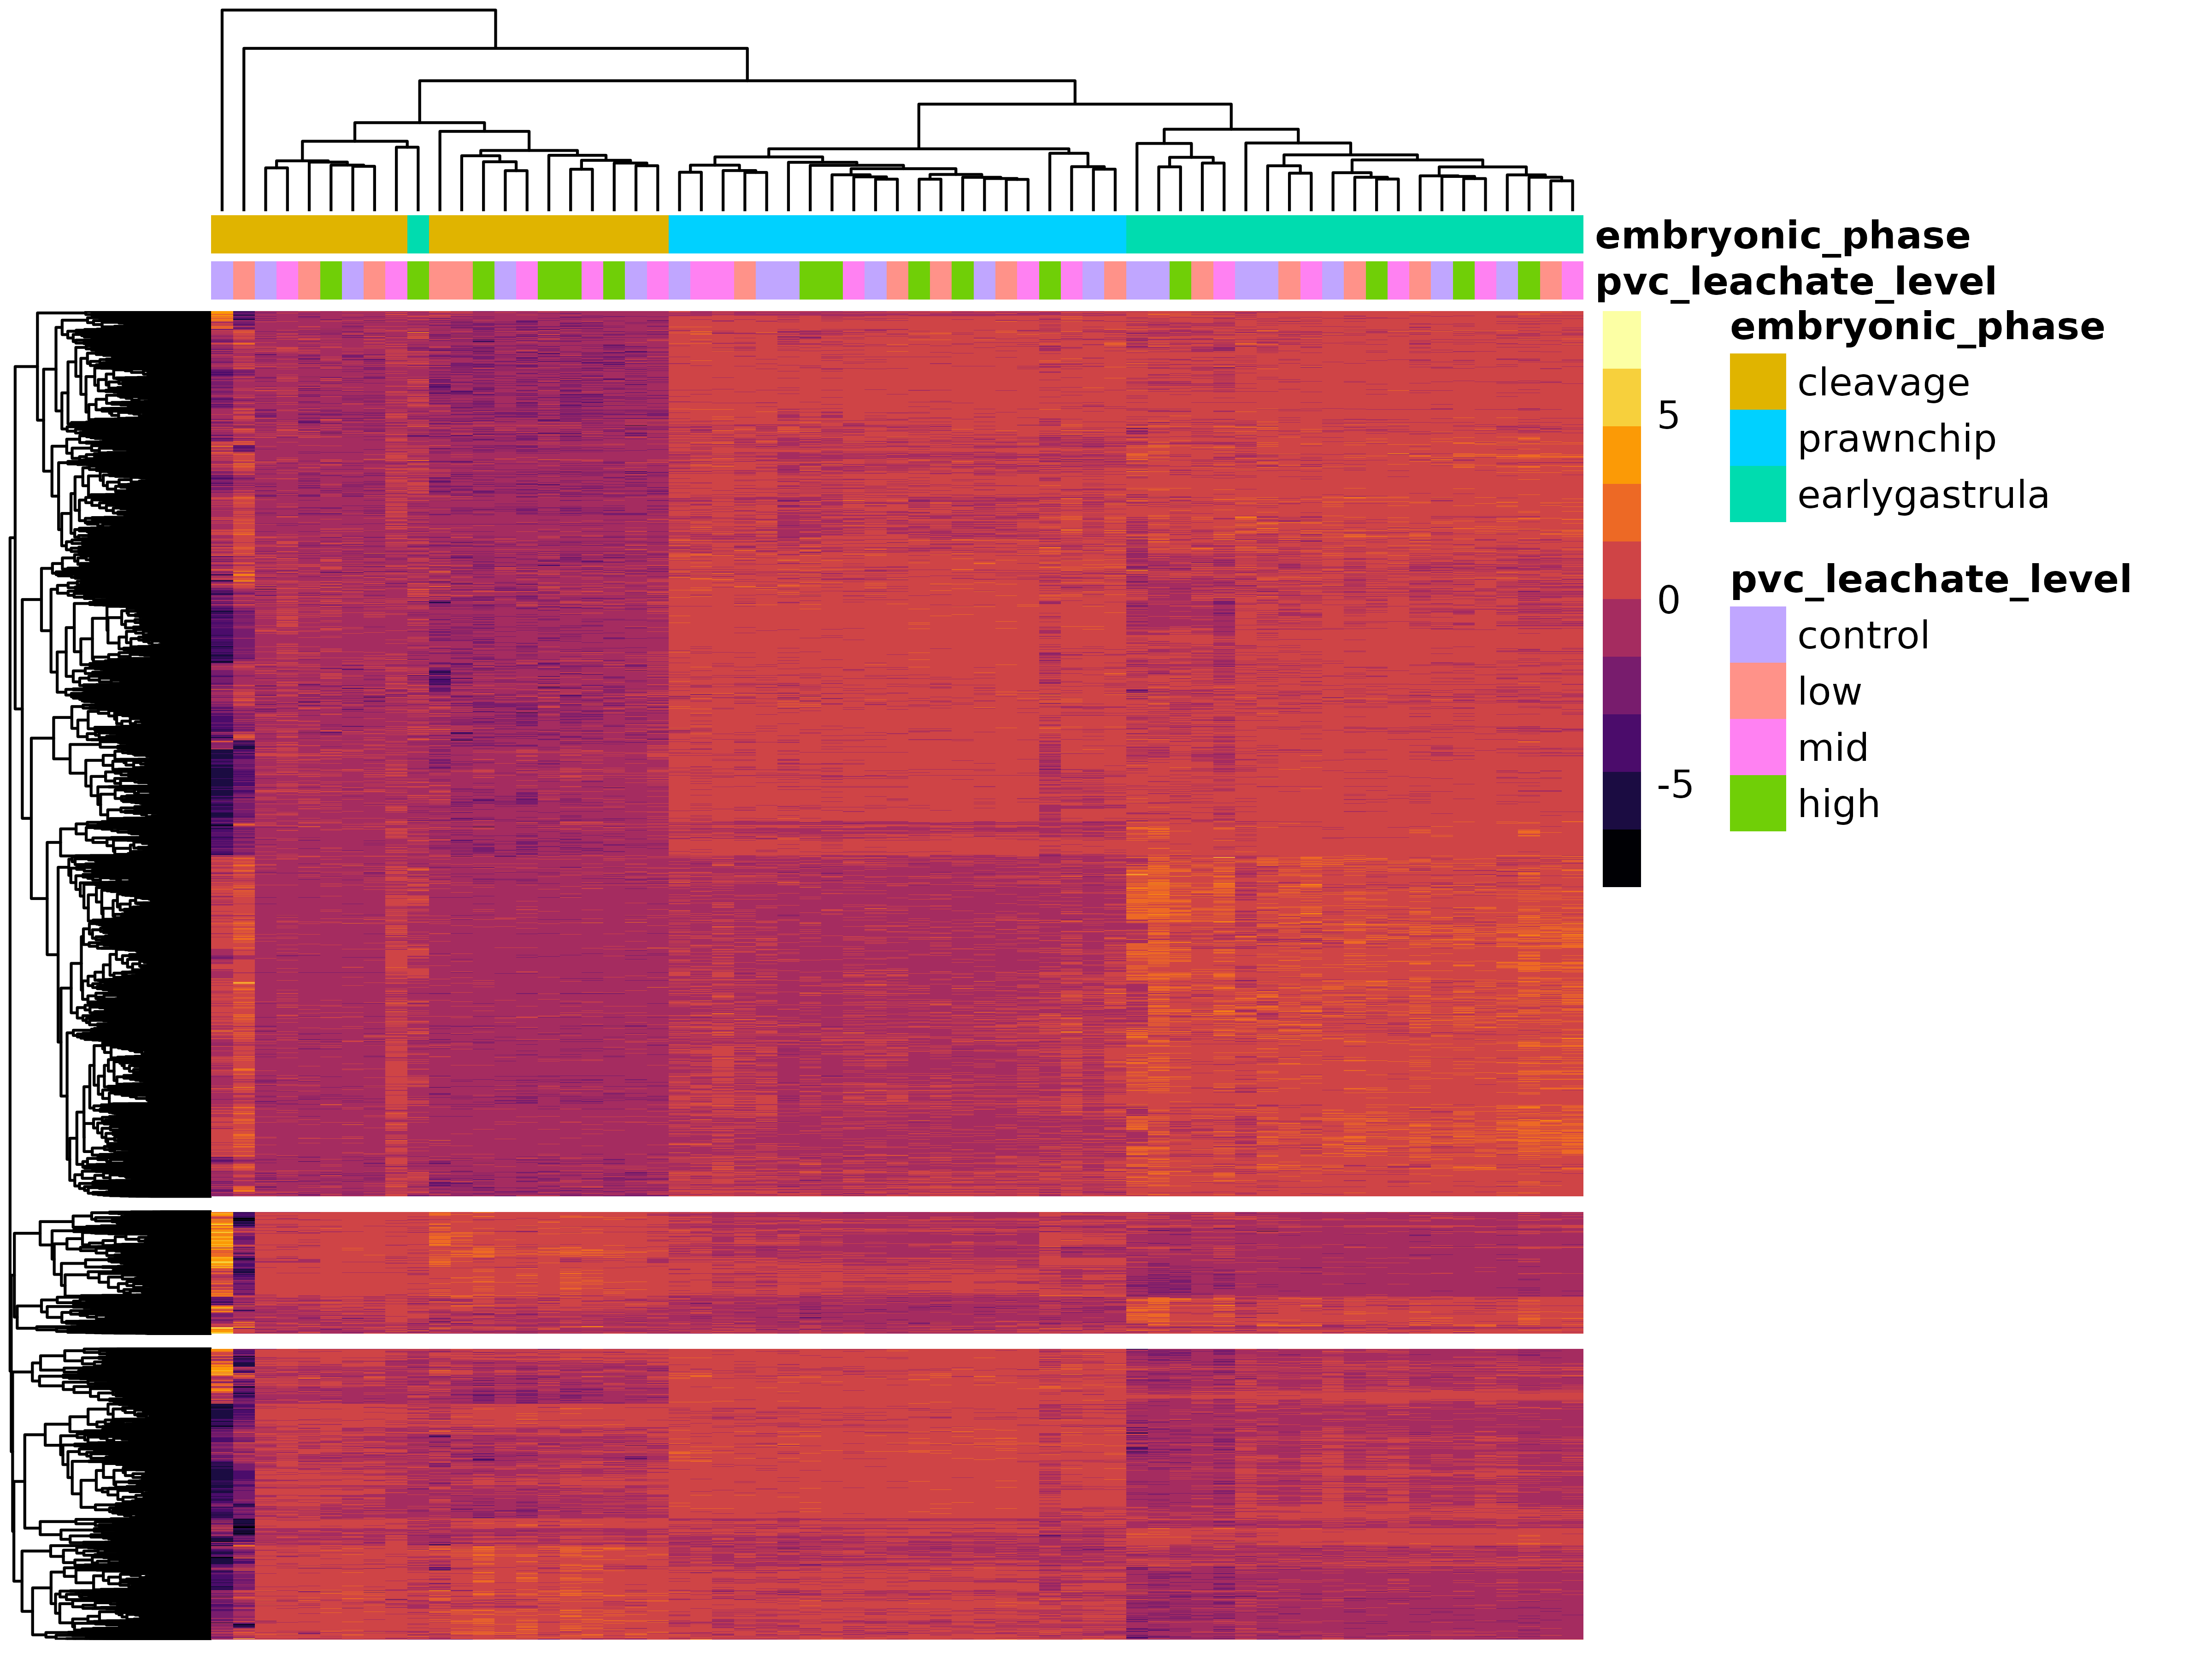 embryonic_phase
pvc_leachate_level
embryonic_phase
cleavage
prawnchip
earlygastrula
pvc_leachate_level
control
low
mid
high
5
0
-5